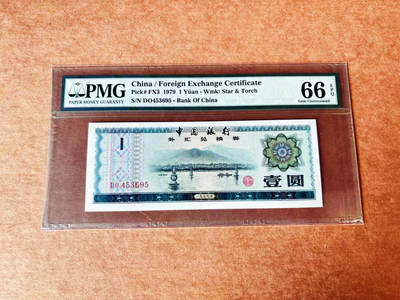 PMG
PAPER MONEY GUARANTY
China / Foreign Exchange Certificate
Pick# FX3 1979 1 Yüan - Wmk: Star & Torch
S/N DO453695 - Bank Of China
66 EPQ
Gem Uncirculated
1
中国银行
外汇兑换券
DO453695
壹圆